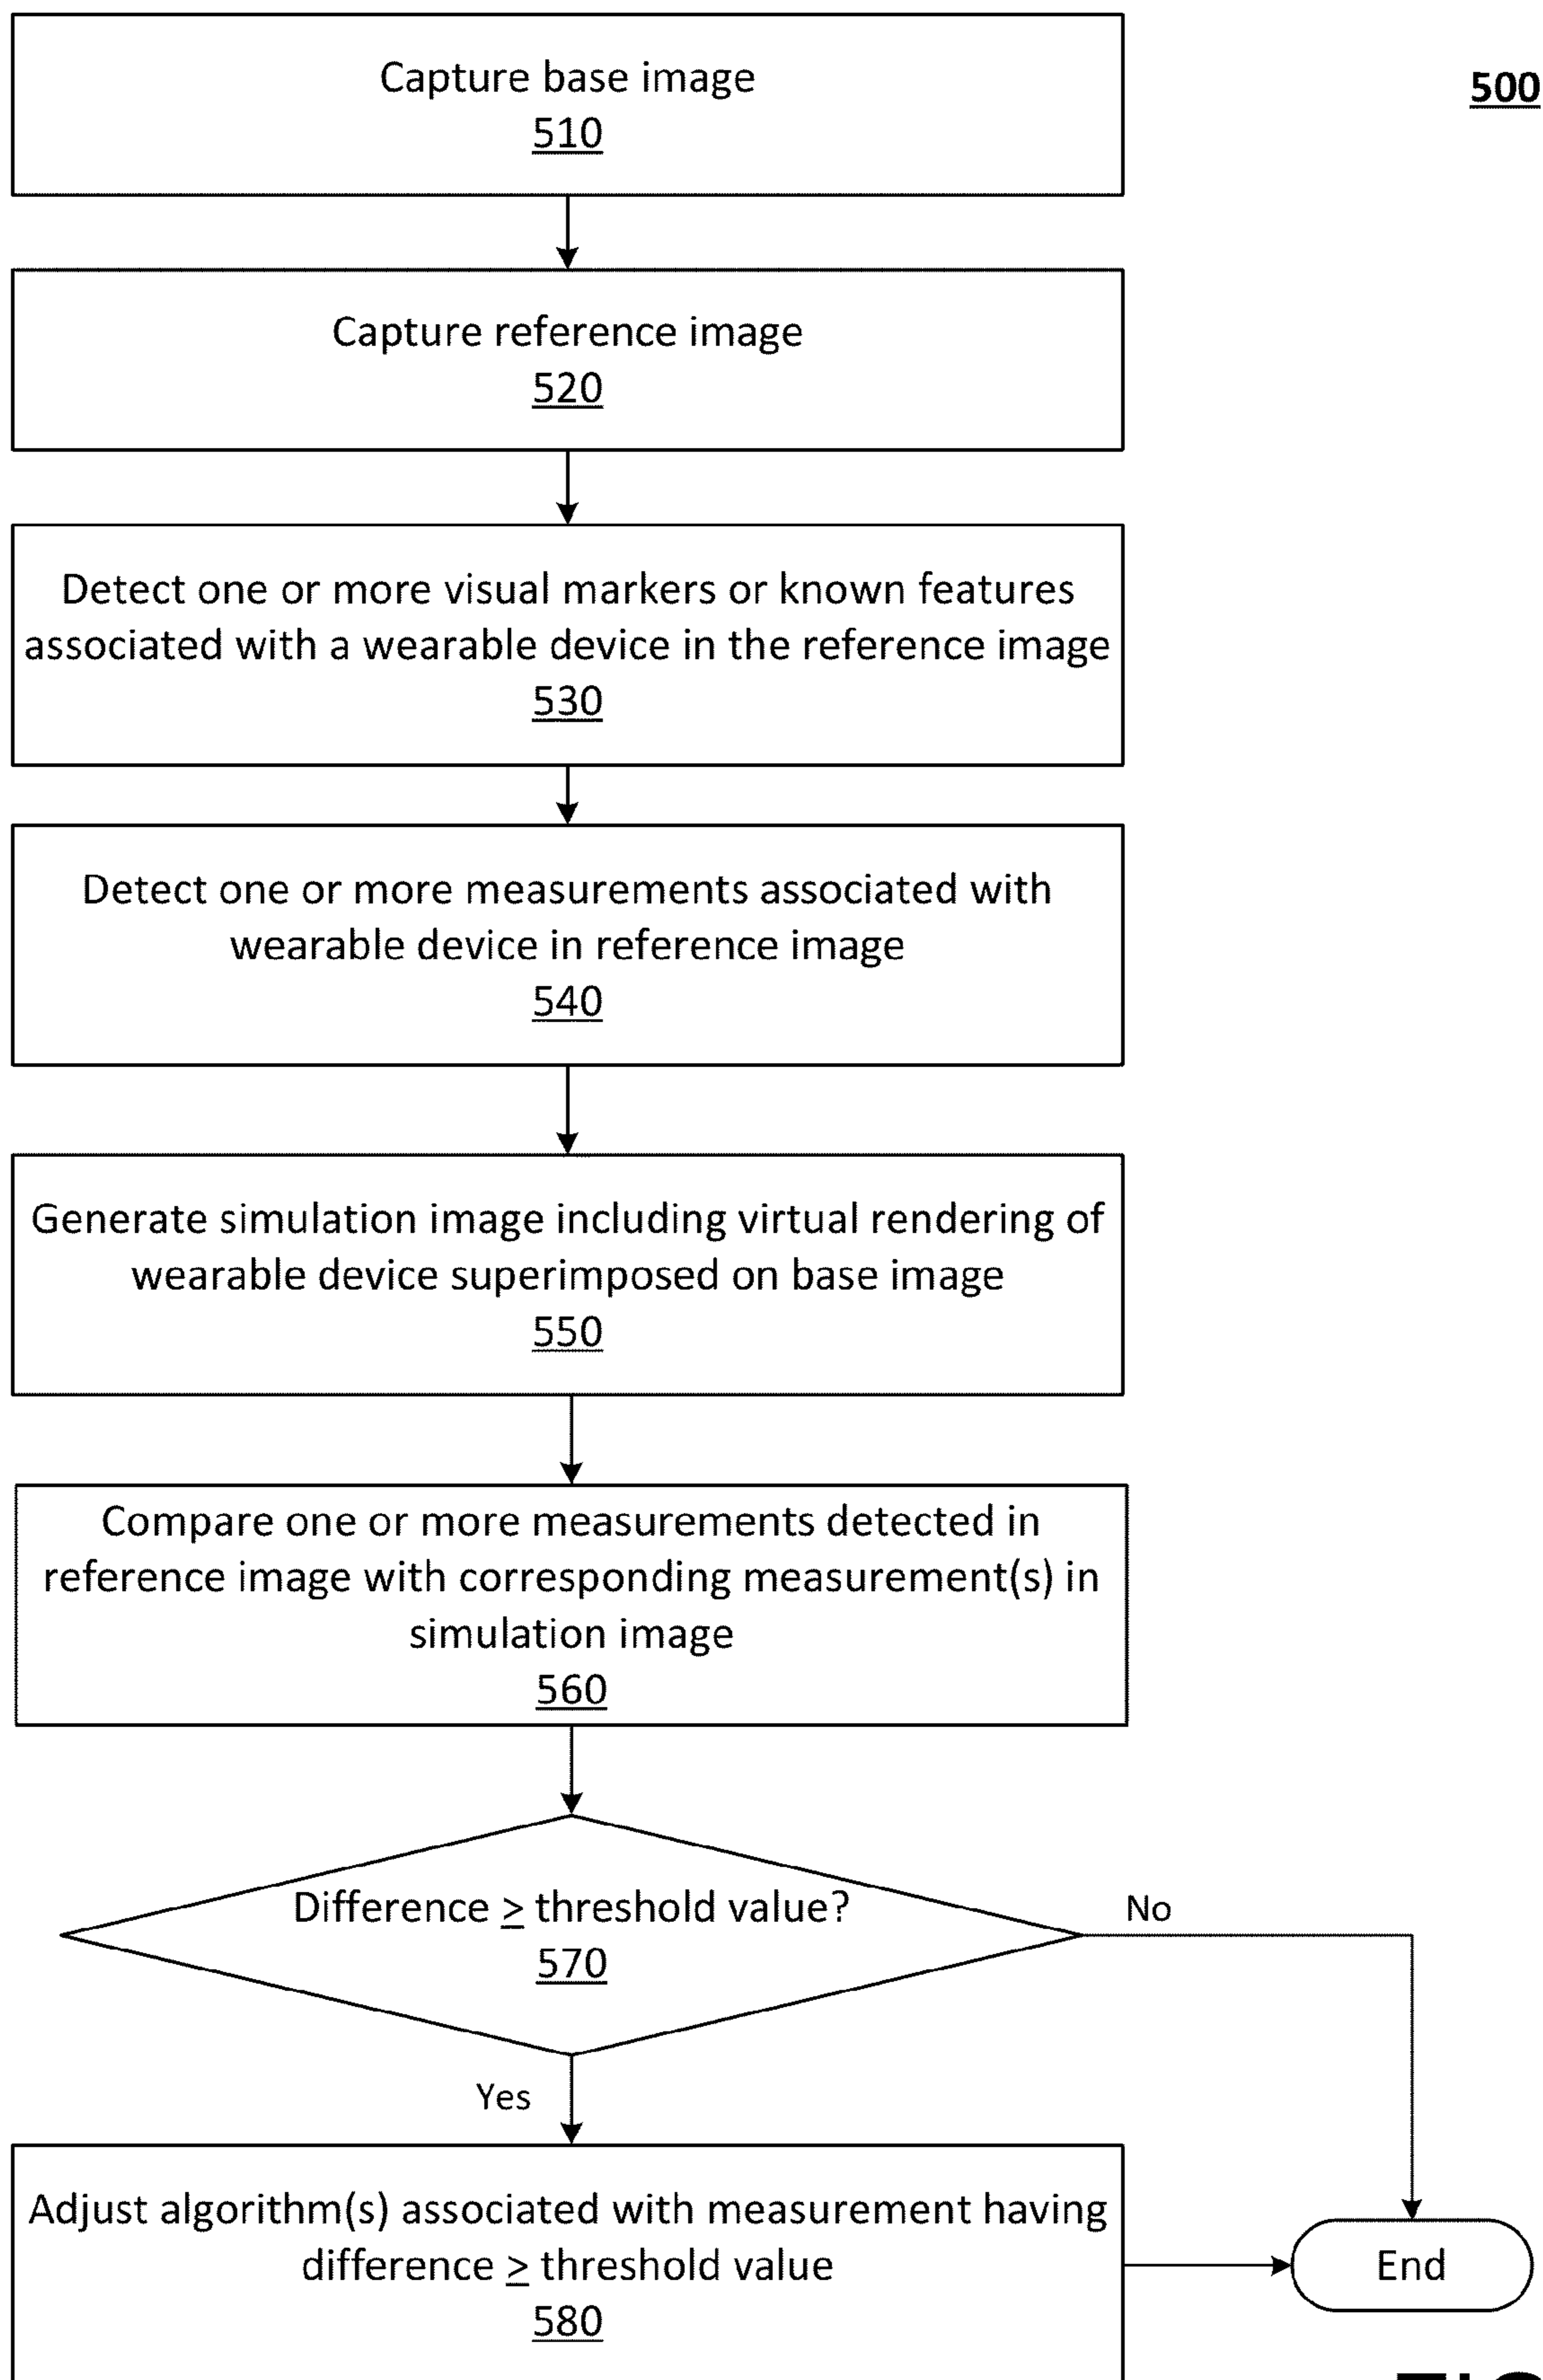 Capture base image
510
500
Capture reference image
520
Detect one or more visual markers or known features
associated with a wearable device in the reference image
530
Detect one or more measurements associated with
wearable device in reference image
540
Generate simulation image including virtual rendering of
wearable device superimposed on base image
550
Compare one or more measurements detected in
reference image with corresponding measurement(s) in
simulation image
560
Difference ≥ threshold value?
570
No
Yes
Adjust algorithm(s) associated with measurement having
difference ≥ threshold value
580
End